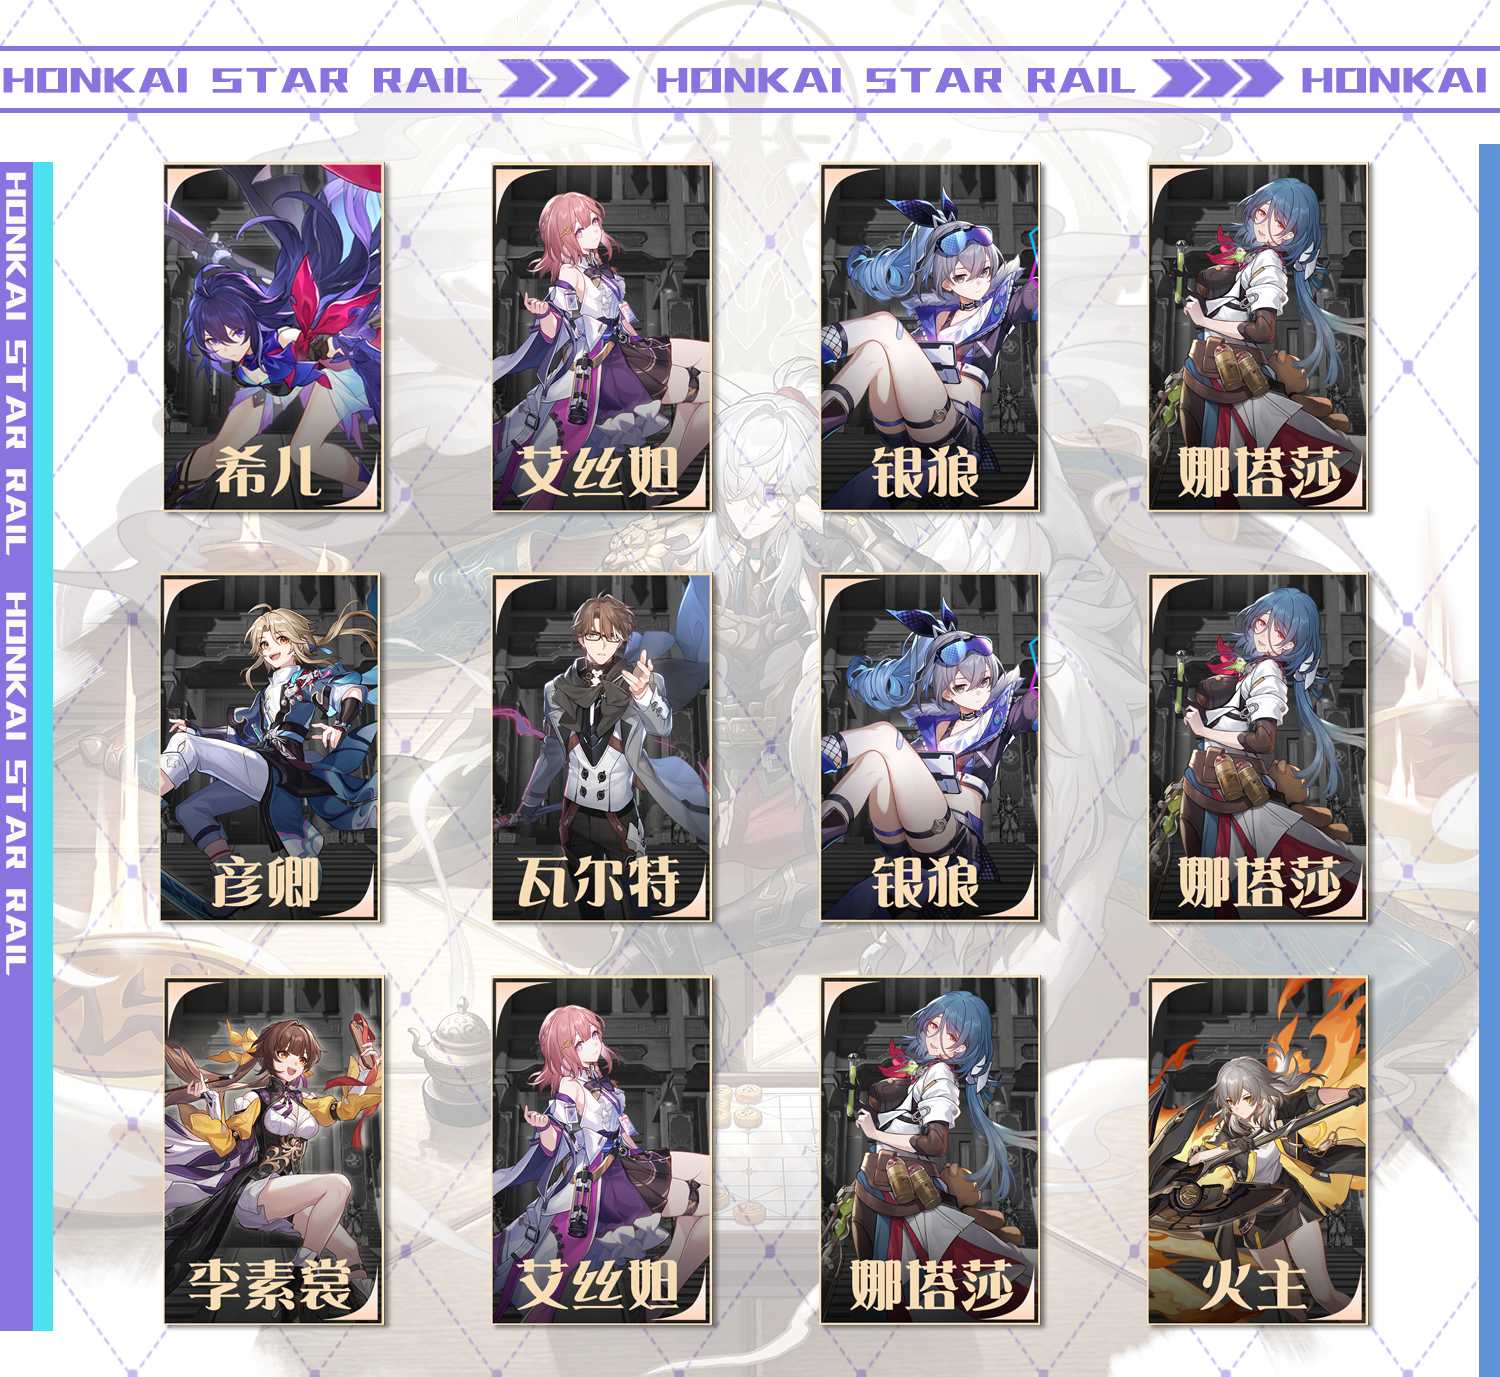 HONKAI STAR RAIL HONKAI STAR RAIL HONKAI
HONKAI STAR RAIL HONKAI STAR RAIL
希儿
艾丝妲
银狼
娜塔莎
彦卿
瓦尔特
银狼
娜塔莎
李素裳
艾丝妲
娜塔莎
火主